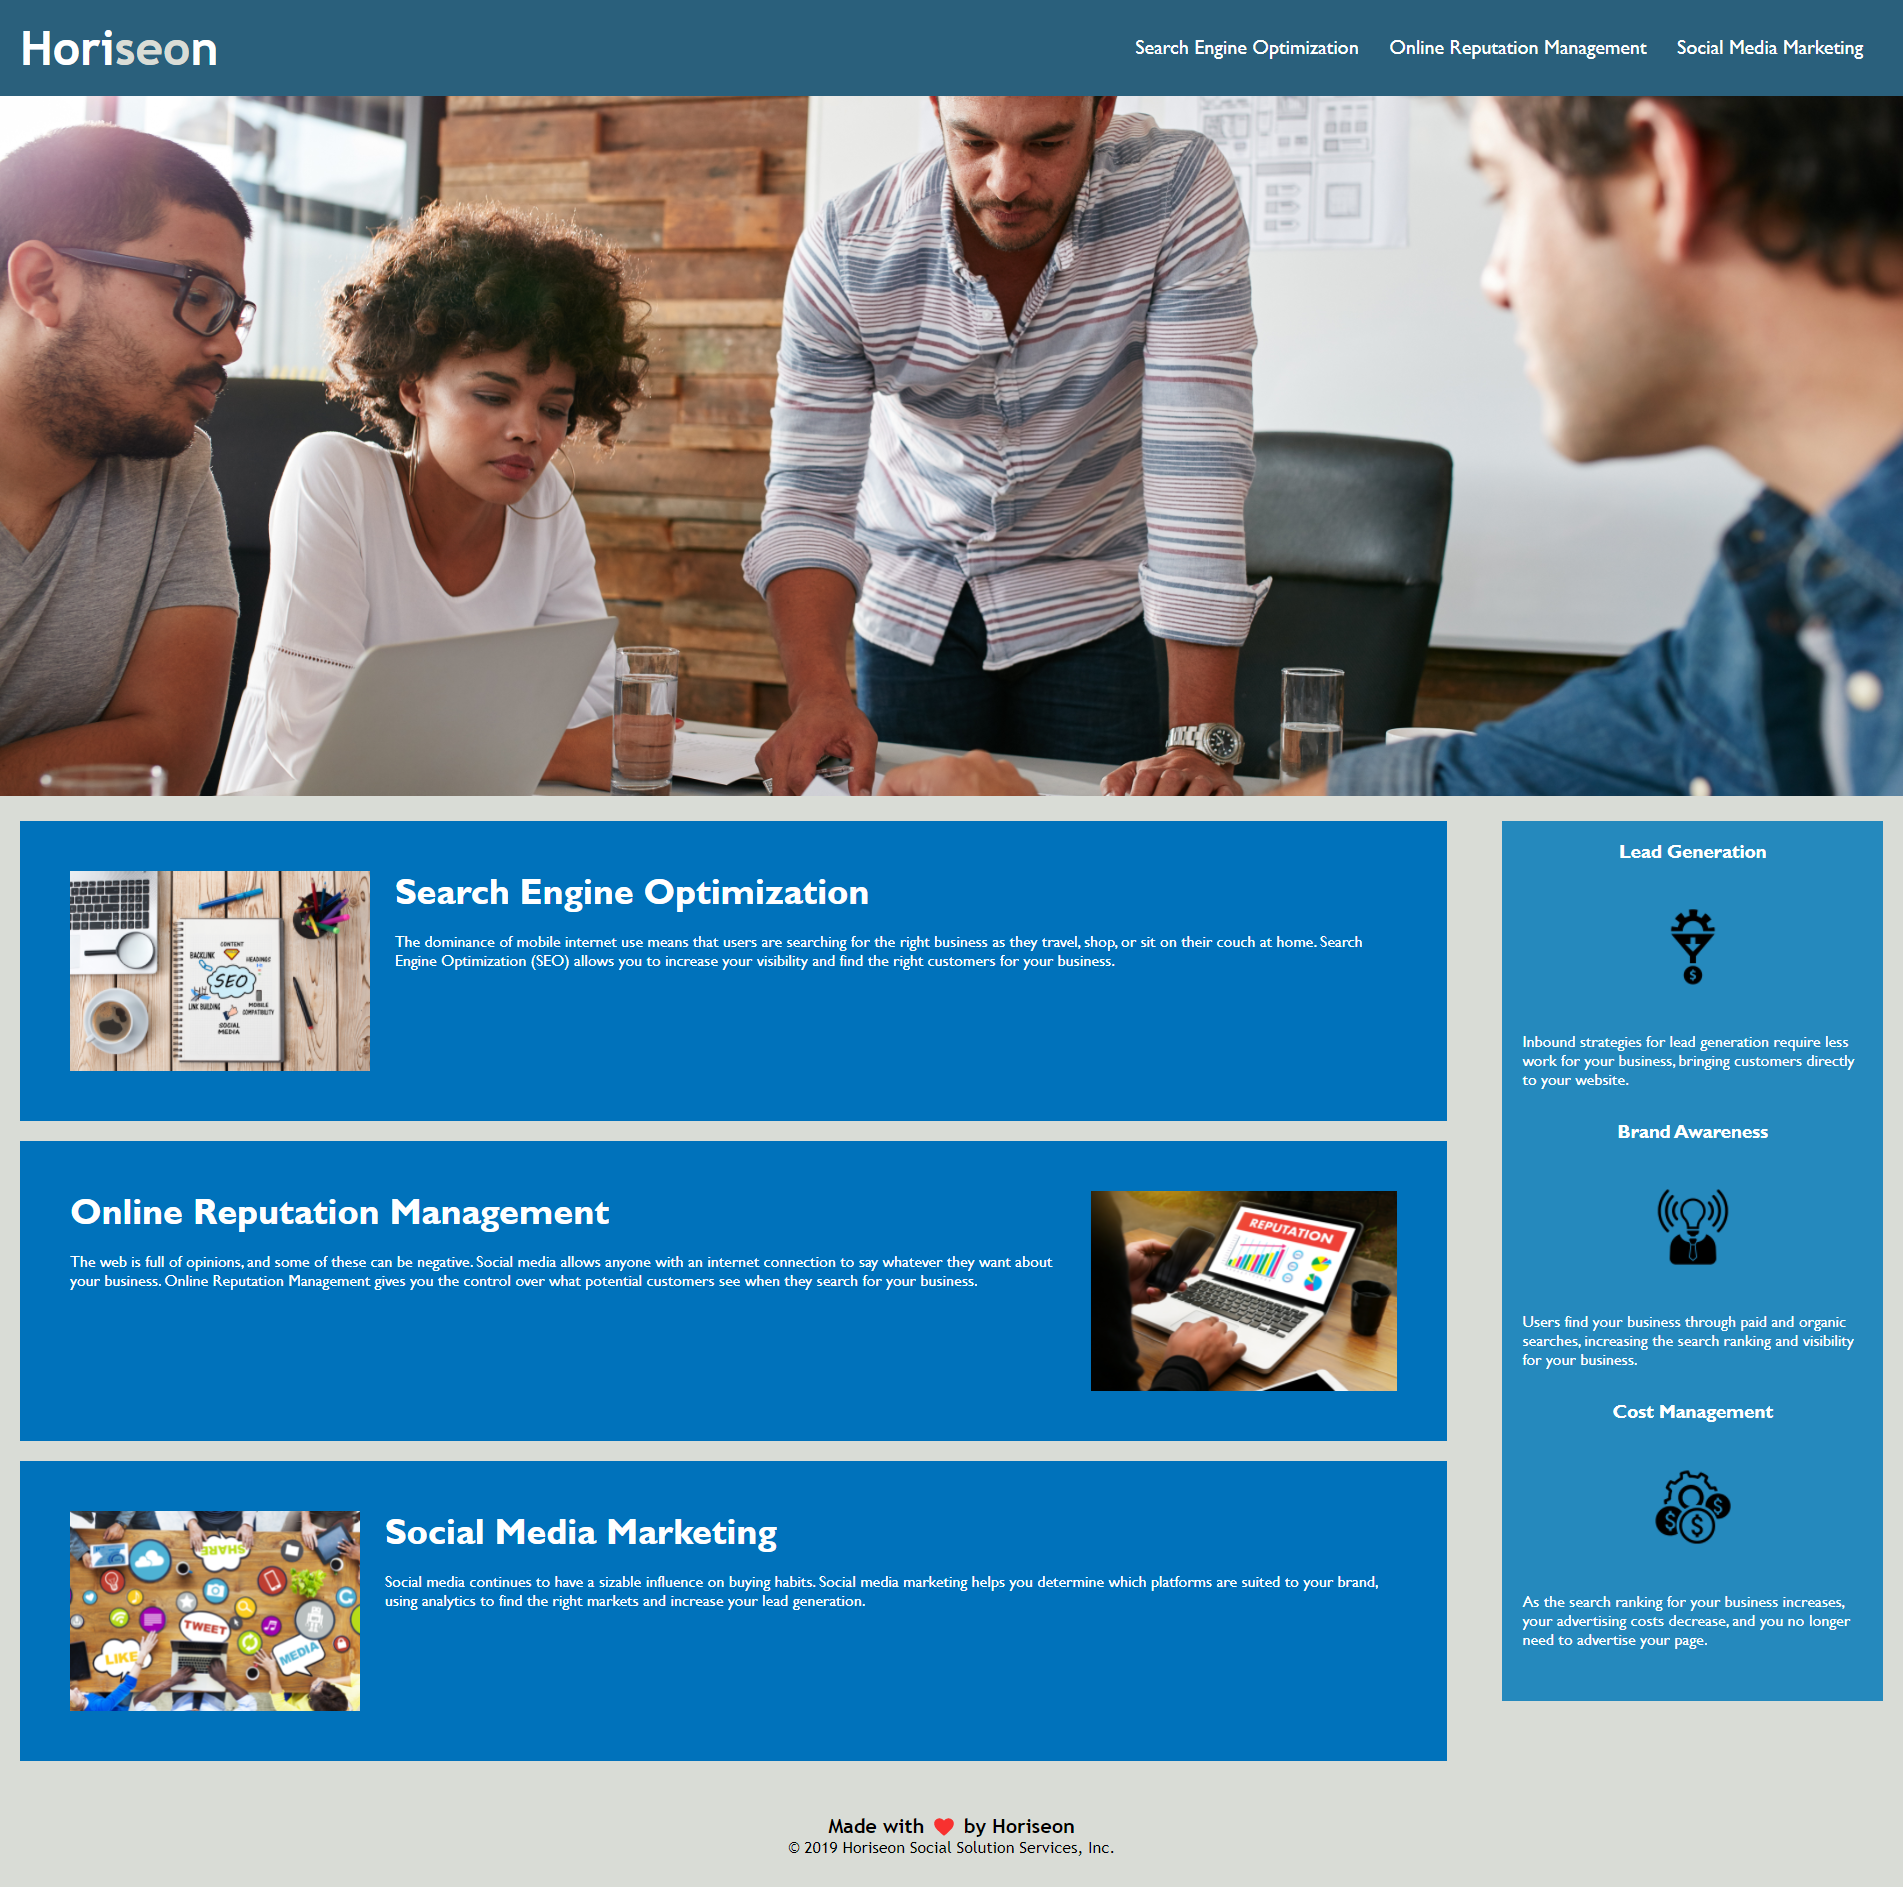 Horiseon
Search Engine Optimization
Online Reputation Management
Social Media Marketing
CONTENT
BACKLINK
HEADINGS
SEO
LINK BUILDING
MOBILE
COMPATIBILITY
SOCIAL
MEDIA
Search Engine Optimization
The dominance of mobile internet use means that users are searching for the right business as they travel, shop, or sit on their couch at home. Search
Engine Optimization (SEO) allows you to increase your visibility and find the right customers for your business.
Online Reputation Management
The web is full of opinions, and some of these can be negative. Social media allows anyone with an internet connection to say whatever they want about
your business. Online Reputation Management gives you the control over what potential customers see when they search for your business.
REPUTATION
SHARE
TWEET
LIKE
MEDIA
Social Media Marketing
Social media continues to have a sizable influence on buying habits. Social media marketing helps you determine which platforms are suited to your brand,
using analytics to find the right markets and increase your lead generation.
Lead Generation
$
Inbound strategies for lead generation require less
work for your business, bringing customers directly
to your website.
Brand Awareness
Users find your business through paid and organic
searches, increasing the search ranking and visibility
for your business.
Cost Management
$
$
$
As the search ranking for your business increases,
your advertising costs decrease, and you no longer
need to advertise your page.
Made with ❤ by Horiseon
© 2019 Horiseon Social Solution Services, Inc.